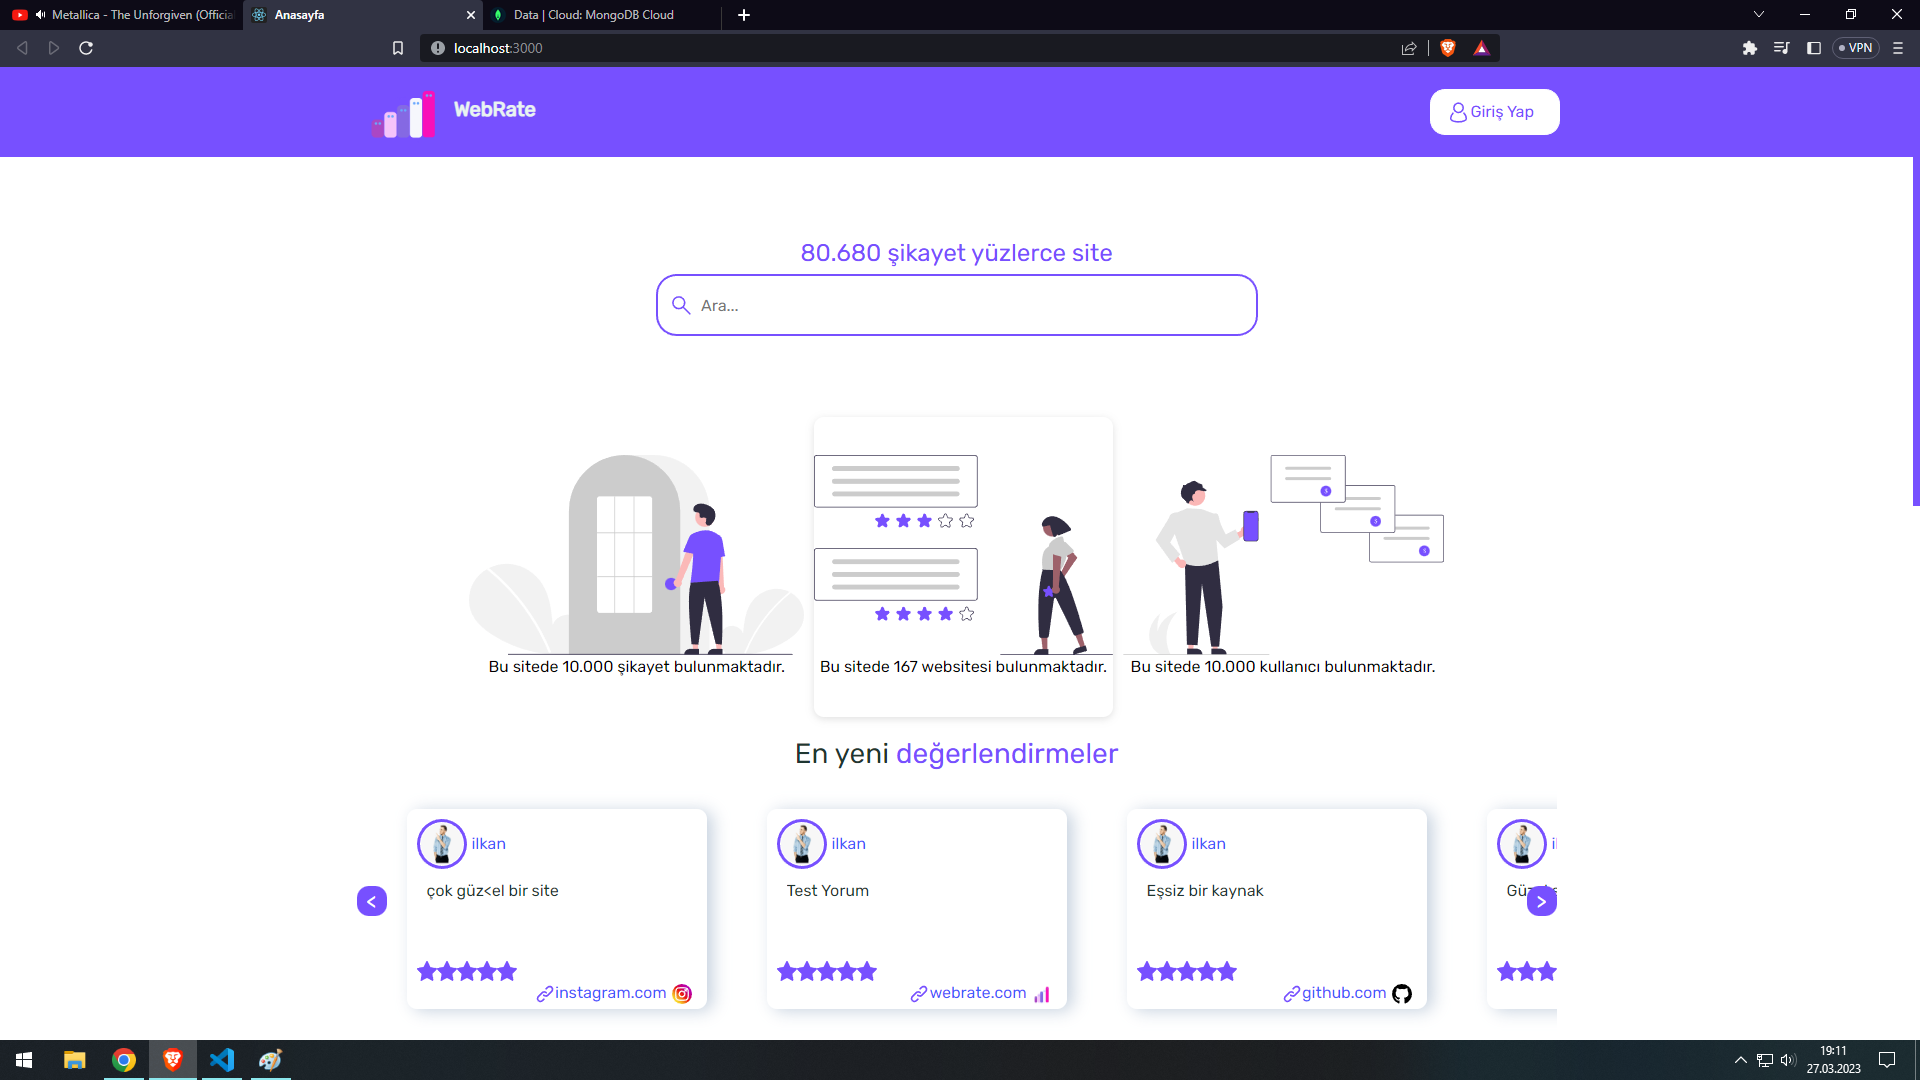 Metallica - The Unforgiven (Officia
Anasayfa
Data | Cloud: MongoDB Cloud
localhost:3000
VPN
WebRate
Giriş Yap
80.680 şikayet yüzlerce site
Ara...
Bu sitede 10.000 şikayet bulunmaktadır.
Bu sitede 167 websitesi bulunmaktadır.
Bu sitede 10.000 kullanıcı bulunmaktadır.
En yeni değerlendirmeler
ilkan
çok güz<el bir site
instagram.com
ilkan
Test Yorum
webrate.com
ilkan
Eşsiz bir kaynak
github.com
<
>
19:11
27.03.2023